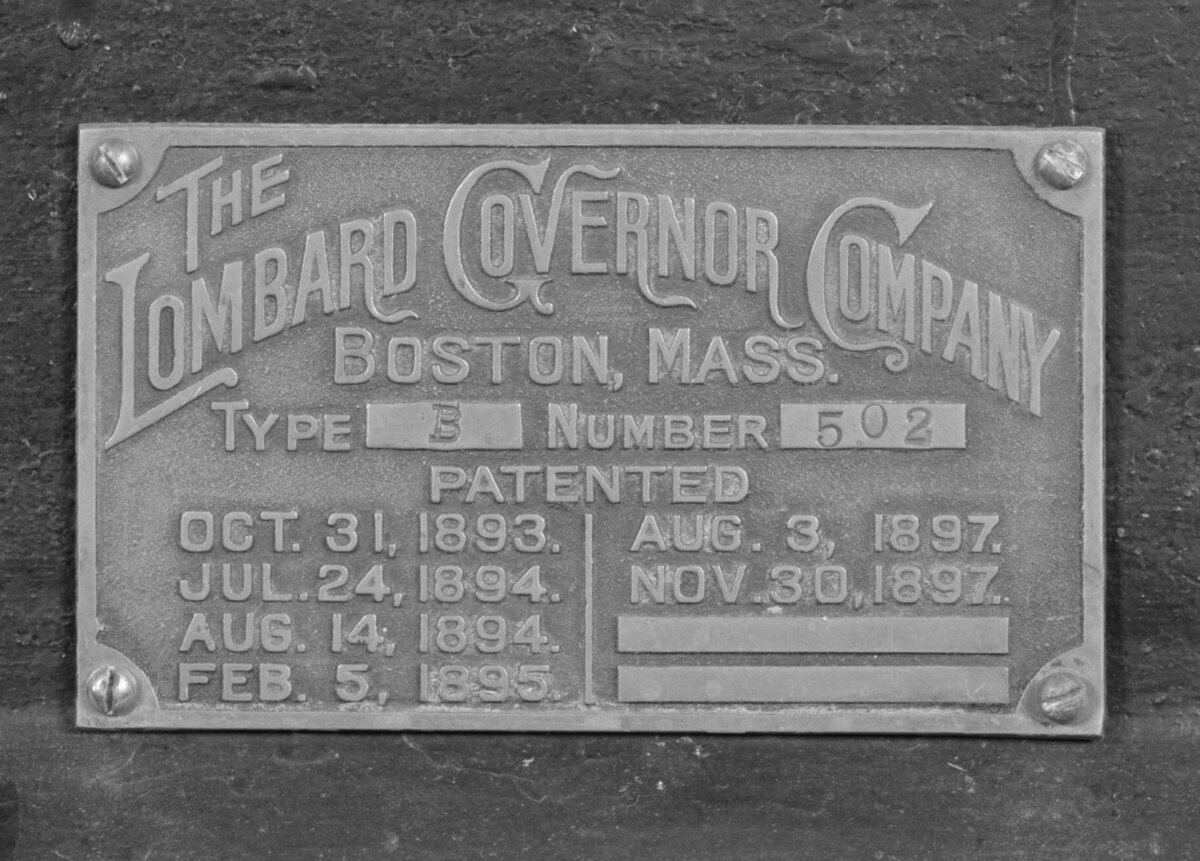 THE
LOMBARD GOVERNOR COMPANY
BOSTON, MASS.
TYPE B NUMBER 502
PATENTED
OCT. 31, 1893.
JUL. 24, 1894.
AUG. 14, 1894.
FEB. 5, 1895.
AUG. 3, 1897.
NOV. 30, 1897.